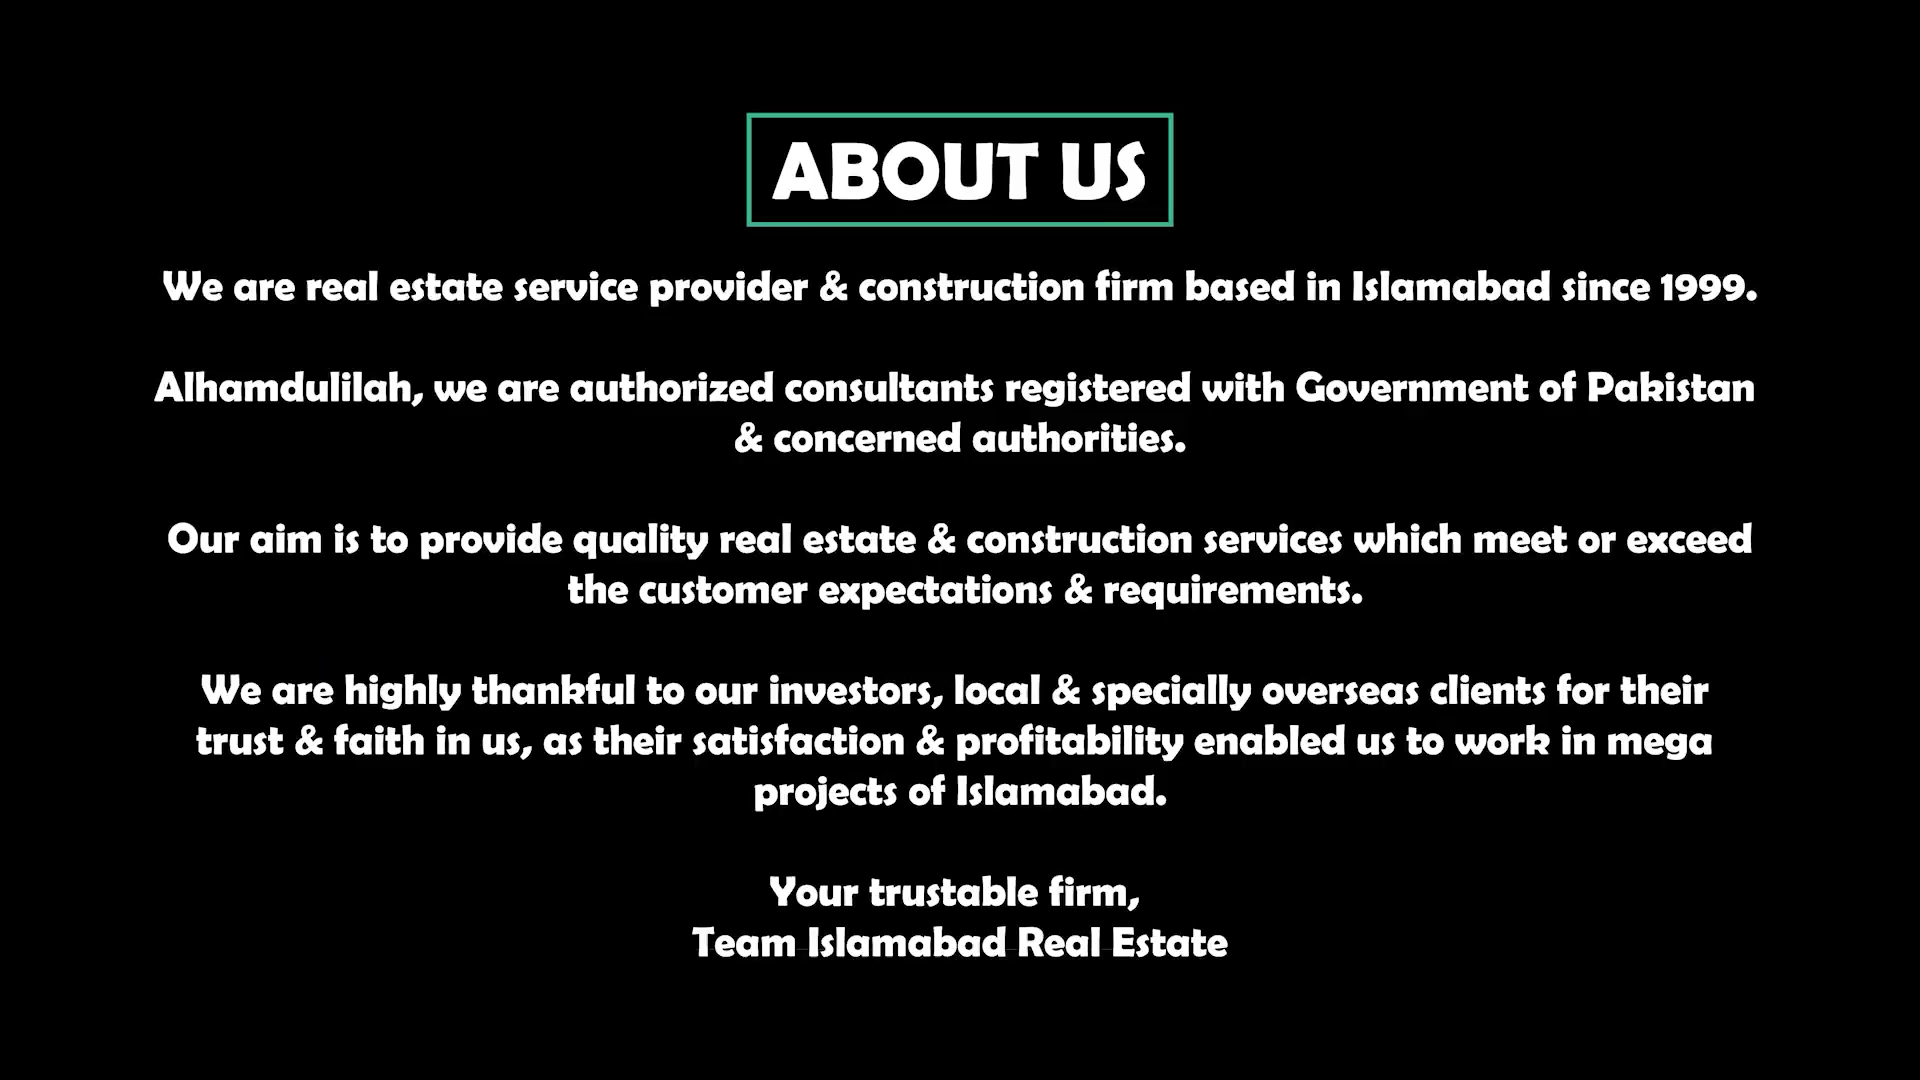 ABOUT US
We are real estate service provider & construction firm based in Islamabad since 1999.
Alhamdulilah, we are authorized consultants registered with Government of Pakistan
& concerned authorities.
Our aim is to provide quality real estate & construction services which meet or exceed
the customer expectations & requirements.
We are highly thankful to our investors, local & specially overseas clients for their
trust & faith in us, as their satisfaction & profitability enabled us to work in mega
projects of Islamabad.
Your trustable firm,
Team Islamabad Real Estate